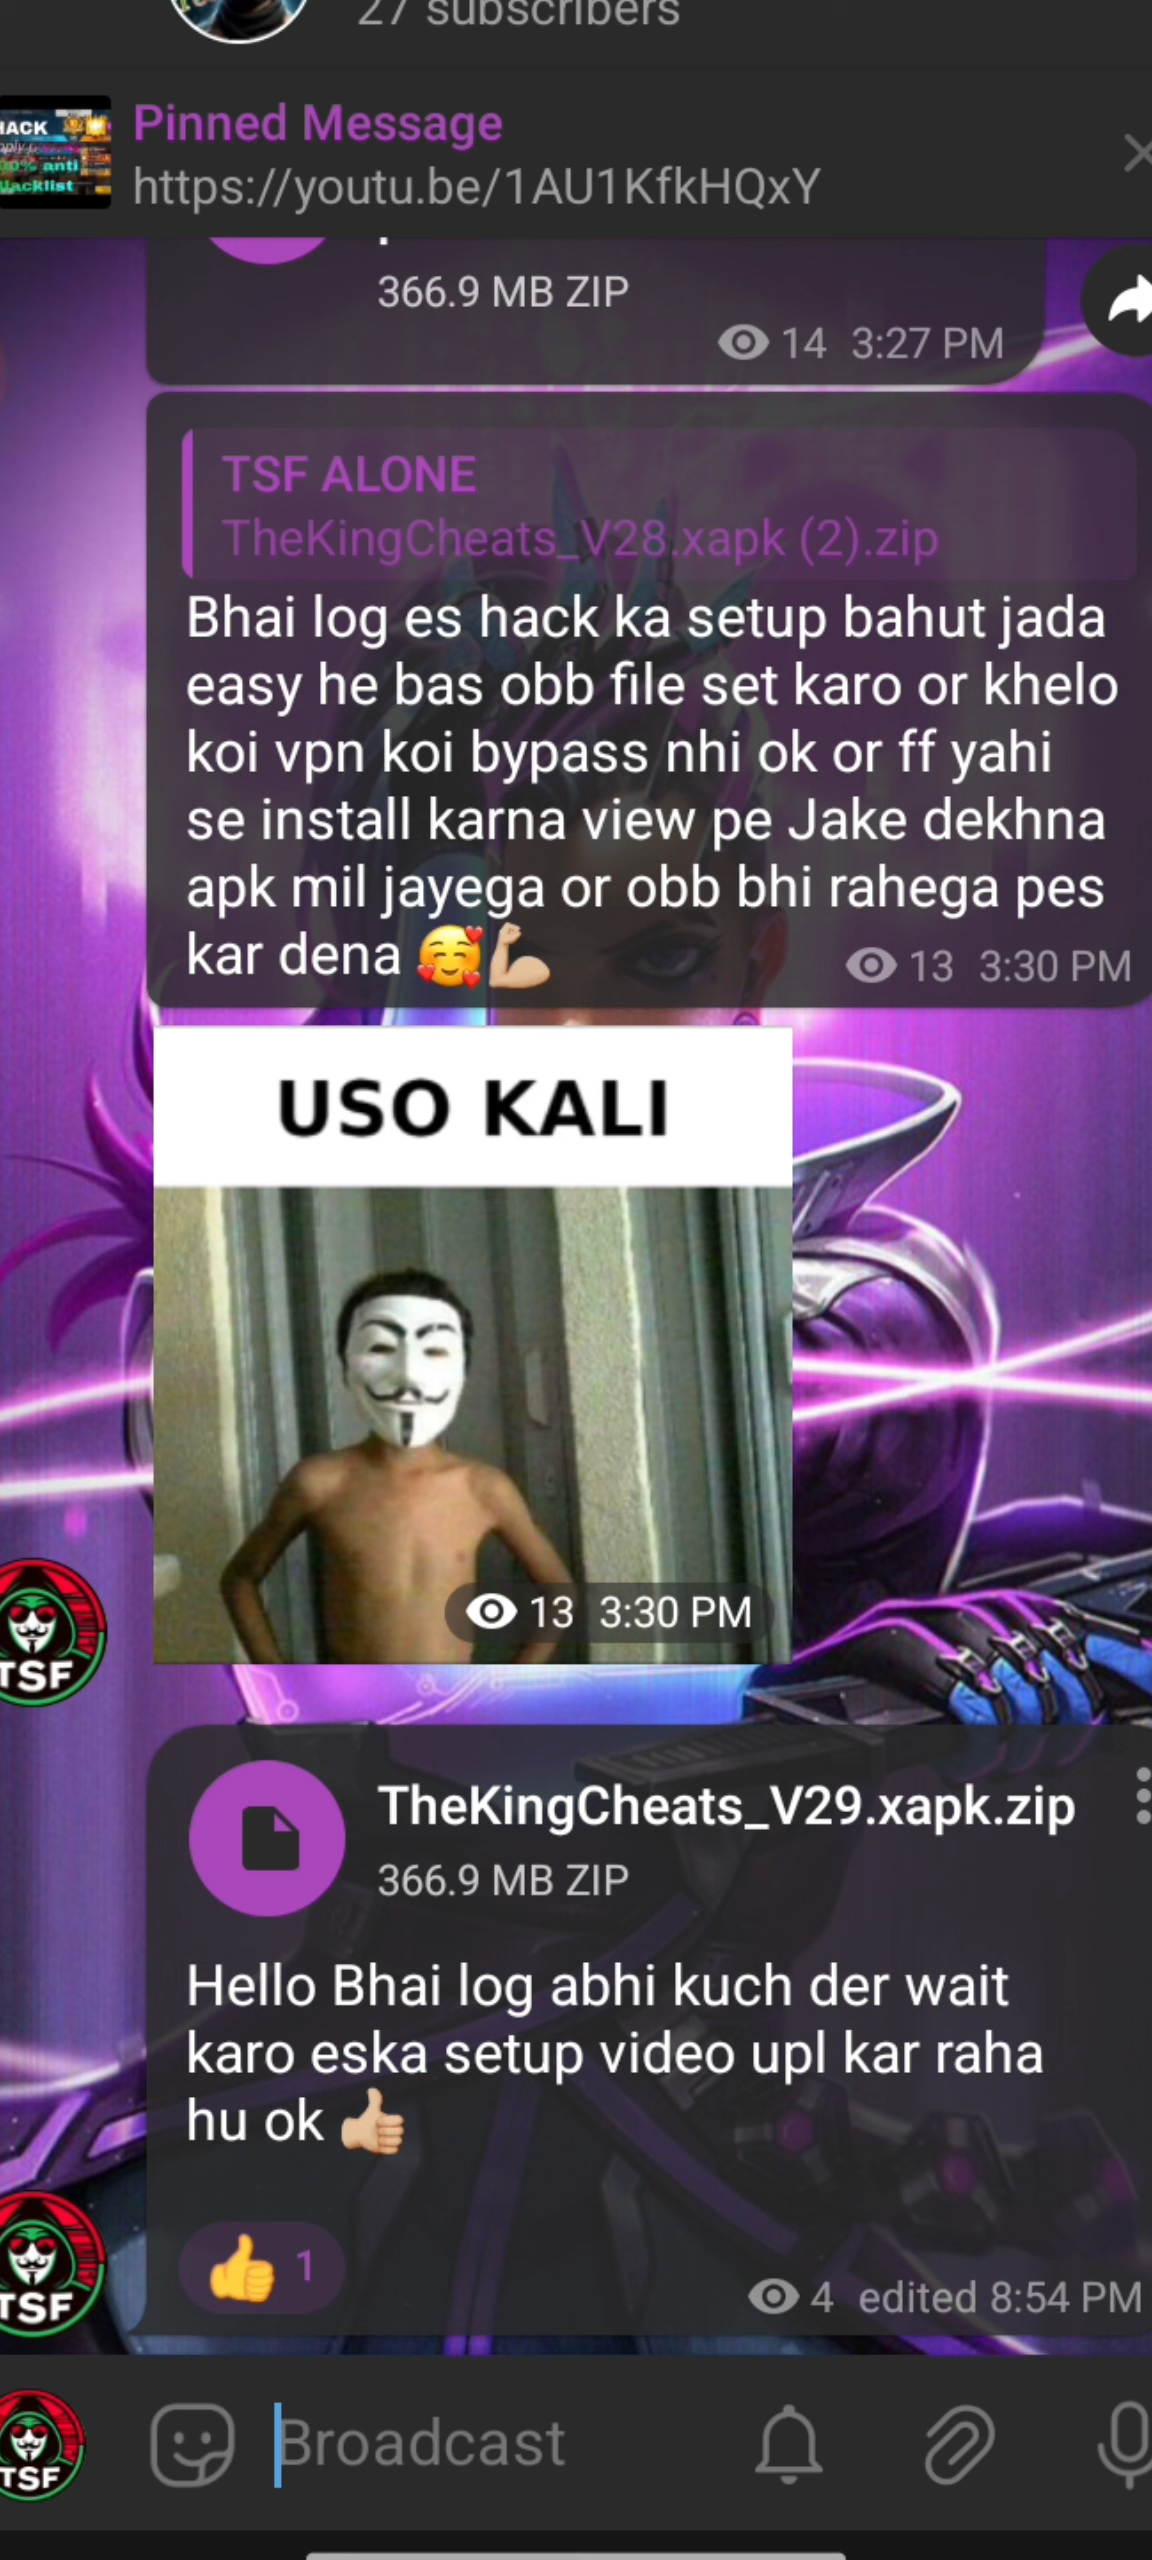 27 subscribers
HACK
Pinned Message
https://youtu.be/1AU1KfkHQxY
anti
366.9 MB ZIP
14 3:27 PM
TSF ALONE
TheKingCheats_V28.xapk (2).zip
Bhai log es hack ka setup bahut jada
easy he bas obb file set karo or khelo
koi vpn koi bypass nhi ok or ff yahi
se install karna view pe Jake dekhna
apk mil jayega or obb bhi rahega pes
kar dena 🥰💪🏼
13 3:30 PM
USO KALI
13 3:30 PM
TSF
TheKingCheats_V29.xapk.zip
366.9 MB ZIP
Hello Bhai log abhi kuch der wait
karo eska setup video upl kar raha
hu ok 👍🏼
👍 1
4 edited 8:54 PM
TSF
TSF
Broadcast